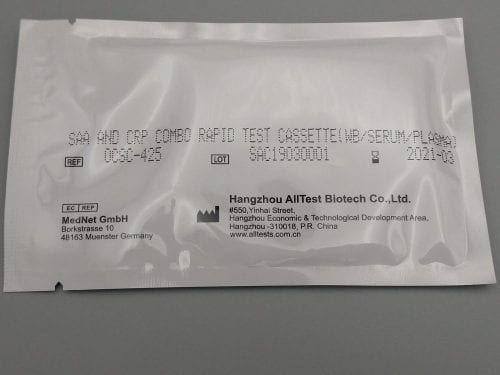 SAA AND CRP COMBO RAPID TEST CASSETTE(WB/SERUM/PLASMA)
REF OCSC-425 LOT SAC19030001 2021-03
EC REP
MedNet GmbH
Borkstrasse 10
48163 Muenster Germany
Hangzhou AllTest Biotech Co.,Ltd.
#550,Yinhai Street,
Hangzhou Economic & Technological Development Area,
Hangzhou -310018, P.R. China
www.alltests.com.cn